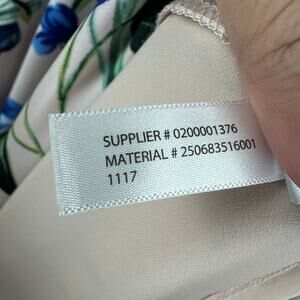 SUPPLIER # 0200001376
MATERIAL # 250683516001
1117